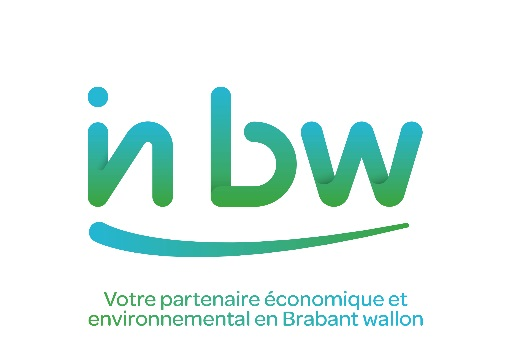 in bw
Votre partenaire économique et
environnemental en Brabant wallon